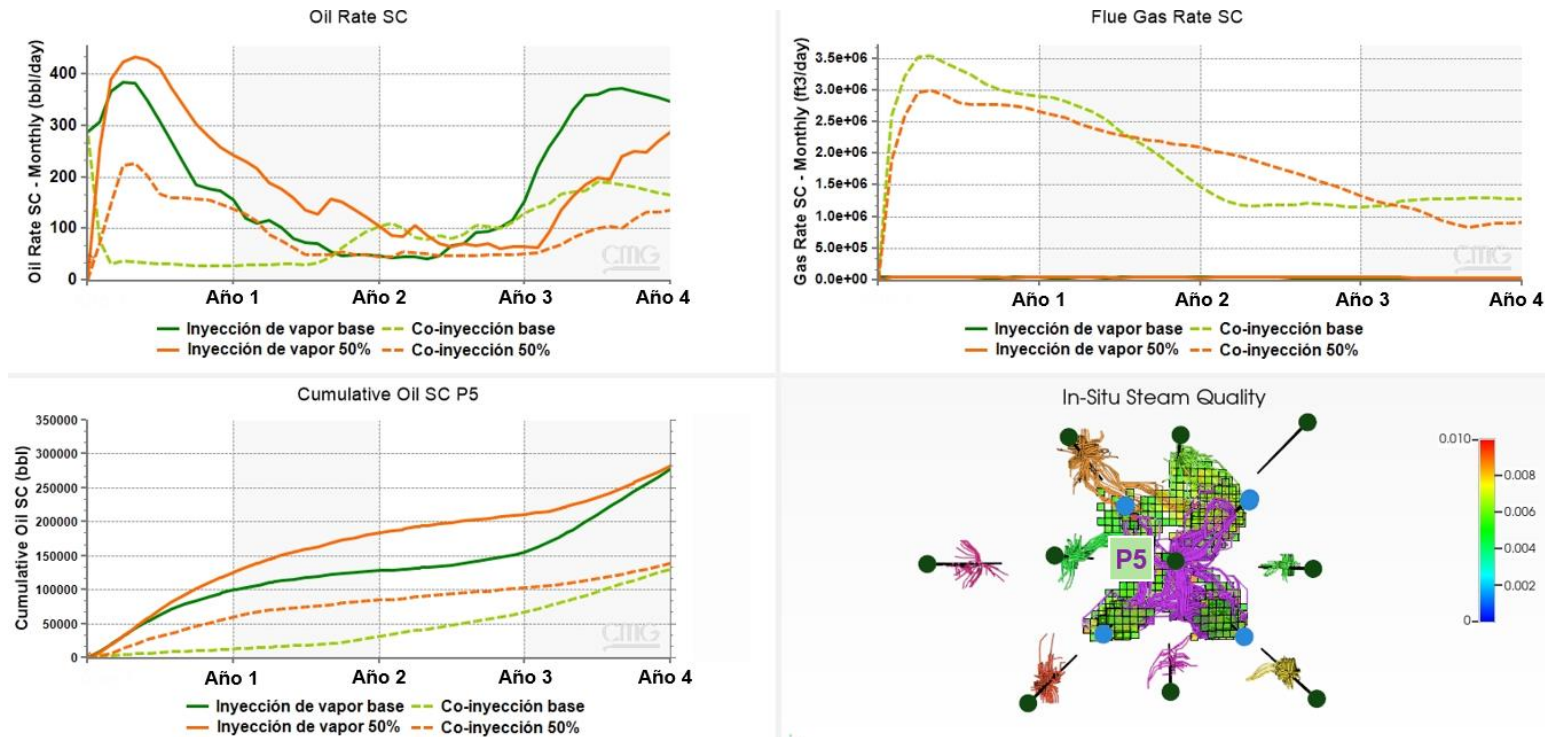 Oil Rate SC
Oil Rate SC - Monthly (bbl/day)
400
300
200
100
0
Año 1
Año 2
Año 3
Año 4
CMG
Inyección de vapor base
Co-inyección base
Inyección de vapor 50%
Co-inyección 50%
Flue Gas Rate SC
Gas Rate SC - Monthly (ft3/day)
3.5e+06
3.0e+06
2.5e+06
2.0e+06
1.5e+06
1.0e+06
5.0e+05
0.0e+00
Año 1
Año 2
Año 3
Año 4
CMG
Inyección de vapor base
Co-inyección base
Inyección de vapor 50%
Co-inyección 50%
Cumulative Oil SC P5
Cumulative Oil SC (bbl)
350000
300000
250000
200000
150000
100000
50000
0
Año 1
Año 2
Año 3
Año 4
CMG
Inyección de vapor base
Co-inyección base
Inyección de vapor 50%
Co-inyección 50%
In-Situ Steam Quality
P5
0.010
0.008
0.006
0.004
0.002
0